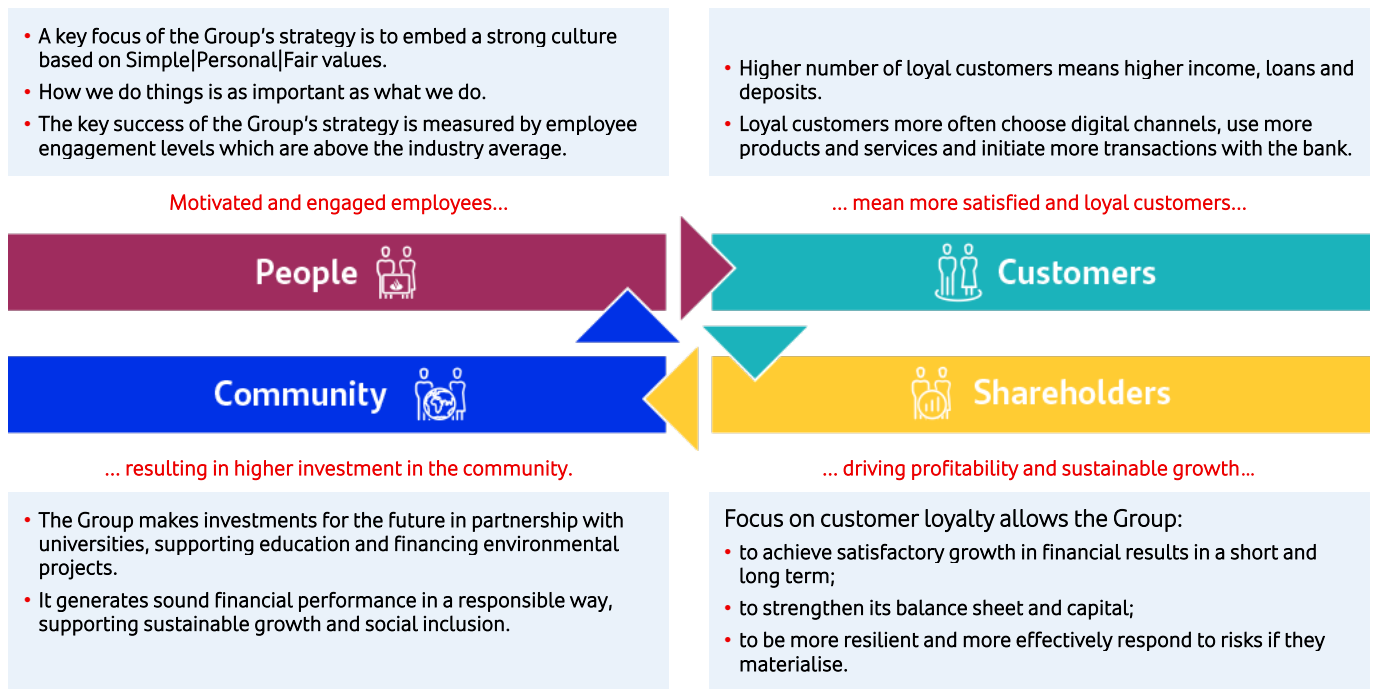 • A key focus of the Group's strategy is to embed a strong culture
based on Simple|Personal|Fair values.
• How we do things is as important as what we do.
• The key success of the Group's strategy is measured by employee
engagement levels which are above the industry average.
• Higher number of loyal customers means higher income, loans and
deposits.
• Loyal customers more often choose digital channels, use more
products and services and initiate more transactions with the bank.
Motivated and engaged employees...
... mean more satisfied and loyal customers...
People
Customers
Community
Shareholders
... resulting in higher investment in the community.
... driving profitability and sustainable growth...
• The Group makes investments for the future in partnership with
universities, supporting education and financing environmental
projects.
• It generates sound financial performance in a responsible way,
supporting sustainable growth and social inclusion.
Focus on customer loyalty allows the Group:
• to achieve satisfactory growth in financial results in a short and
long term;
• to strengthen its balance sheet and capital;
• to be more resilient and more effectively respond to risks if they
materialise.